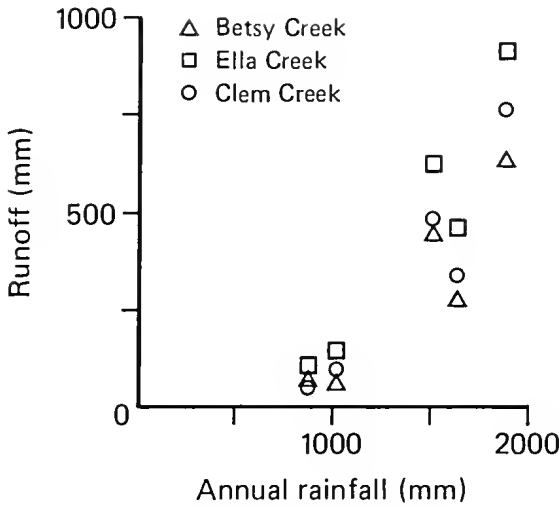 1000
Betsy Creek
Ella Creek
Clem Creek
Runoff (mm)
500
0
1000
2000
Annual rainfall (mm)